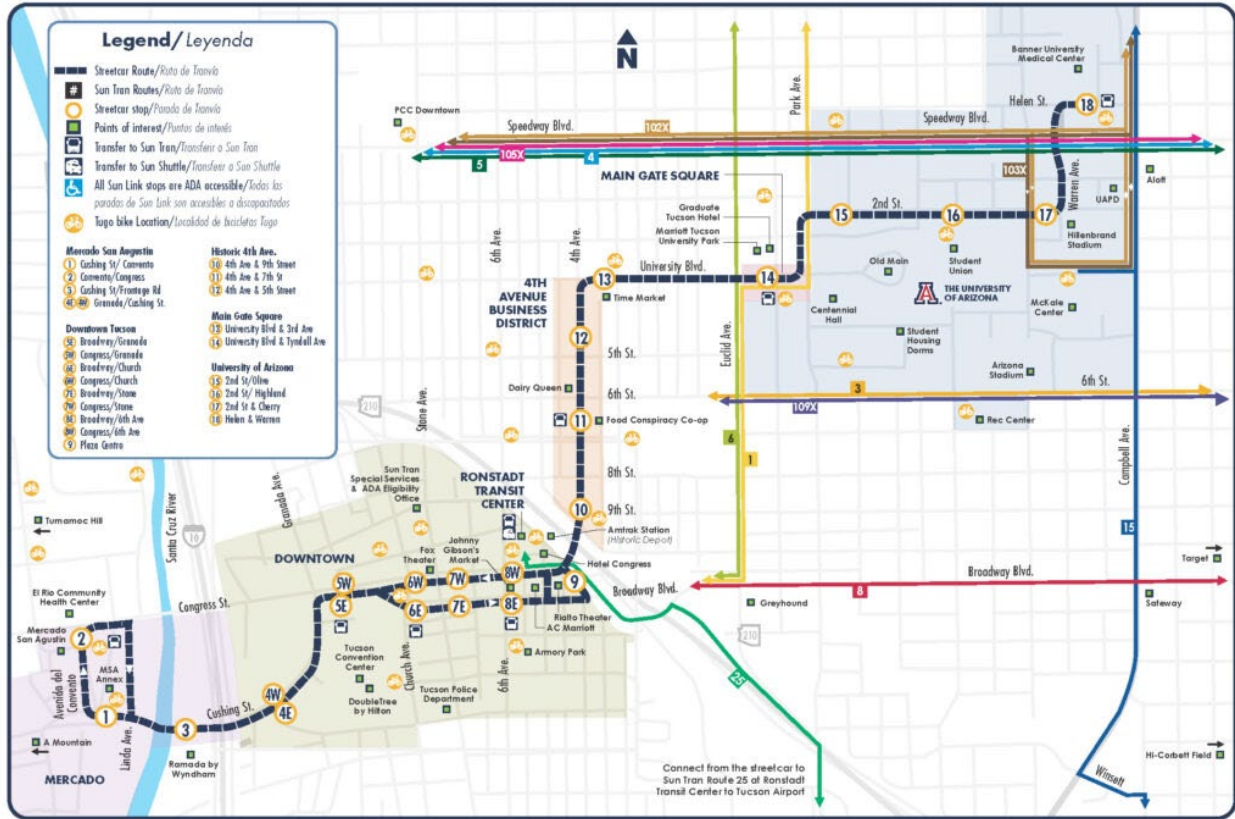 Legend/Leyenda
Streetcar Route/Ruta de Tranvía
# Sun Tran Routes/Ruta de Tranvía
Streetcar stop/Parada de Tranvía
Points of interest/Puntos de interés
Transfer to Sun Tran/Transferir a Sun Tran
Transfer to Sun Shuttle/Transferir a Sun Shuttle
All Sun Link stops are ADA accessible/Todas las
paradas de Sun Link son accesibles a discapacitados
Tugo bike Location/Localidad de bicicletas Tugo
Mercado San Augustin
1 Cushing St/ Convento
2 Convento/Congress
3 Cushing St/Frontage Rd
4E 4W Granada/Cushing St.
Downtown Tucson
5E Broadway/Granada
5W Congress/Granada
6E Broadway/Church
6W Congress/Church
7E Broadway/Stone
7W Congress/Stone
8E Broadway/6th Ave
8W Congress/6th Ave
9 Plaza Centro
Historic 4th Ave.
10 4th Ave & 9th Street
11 4th Ave & 7th St
12 4th Ave & 5th Street
Main Gate Square
13 University Blvd & 3rd Ave
14 University Blvd & Tyndall Ave
University of Arizona
15 2nd St/Olive
16 2nd St/ Highland
17 2nd St & Cherry
18 Helen & Warren
N
PCC Downtown
Speedway Blvd.
102X
Speedway Blvd.
5
105X
4
Park Ave.
Banner University
Medical Center
Helen St.
18
103X
Warren Ave.
Aloft
UAPD
Hillenbrand
Stadium
MAIN GATE SQUARE
Graduate
Tucson Hotel
Marriott Tucson
University Park
15
2nd St.
16
17
Old Main
Student
Union
A
THE UNIVERSITY
OF ARIZONA
McKale
Center
Centennial
Hall
Student
Housing
Dorms
Arizona
Stadium
6th Ave.
4th Ave.
13
University Blvd.
14
Time Market
4TH
AVENUE
BUSINESS
DISTRICT
12
5th St.
Dairy Queen
6th St.
11
Food Conspiracy Co-op
8th St.
10
9th St.
Euclid Ave.
3
6th St.
109X
Rec Center
6
1
Campbell Ave.
15
210
Stone Ave.
Granada Ave.
Sun Tran
Special Services
& ADA Eligibility
Office
RONSTADT
TRANSIT
CENTER
Amtrak Station
(Historic Depot)
Hotel Congress
DOWNTOWN
Fox
Theater
Johnny
Gibson's
Market
5W
6W
7W
8W
9
5E
6E
7E
8E
Broadway Blvd.
Rialto Theater
AC Marriott
Broadway Blvd.
8
Greyhound
210
Target
Safeway
Tumamoc Hill
Santa Cruz River
10
El Rio Community
Health Center
Congress St.
Mercado
San Agustin
2
MSA
Annex
Avenida del
Convento
1
Linda Ave.
3
Cushing St.
4W
4E
Tucson
Convention
Center
DoubleTree
by Hilton
Church Ave.
Tucson Police
Department
6th Ave.
Armory Park
A Mountain
MERCADO
Ramada by
Wyndham
25
Connect from the streetcar to
Sun Tran Route 25 at Ronstadt
Transit Center to Tucson Airport
Hi-Corbett Field
Winsett